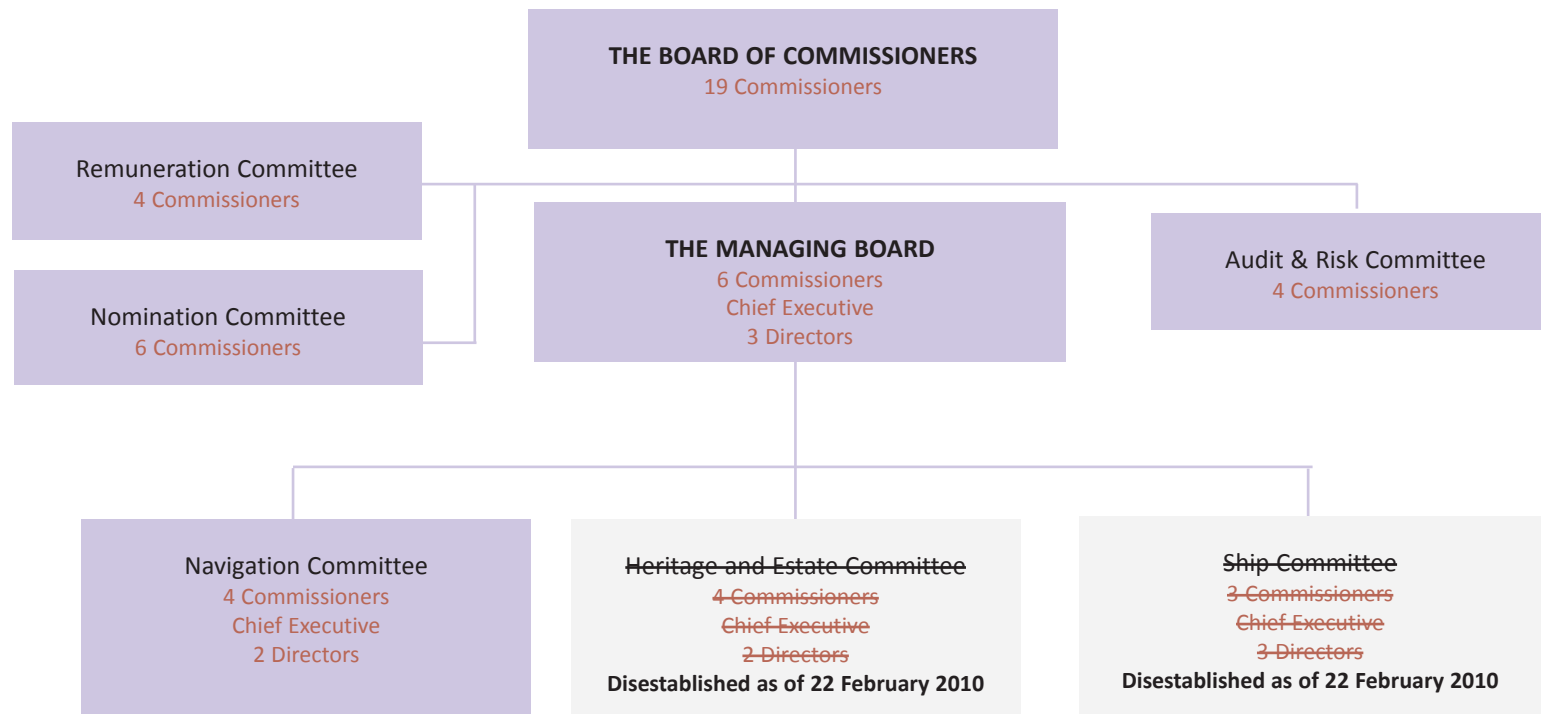 THE BOARD OF COMMISSIONERS
19 Commissioners
Remuneration Committee
4 Commissioners
Nomination Committee
6 Commissioners
THE MANAGING BOARD
6 Commissioners
Chief Executive
3 Directors
Audit & Risk Committee
4 Commissioners
Navigation Committee
4 Commissioners
Chief Executive
2 Directors
Heritage and Estate Committee
4 Commissioners
Chief Executive
2 Directors
Disestablished as of 22 February 2010
Ship Committee
3 Commissioners
Chief Executive
3 Directors
Disestablished as of 22 February 2010